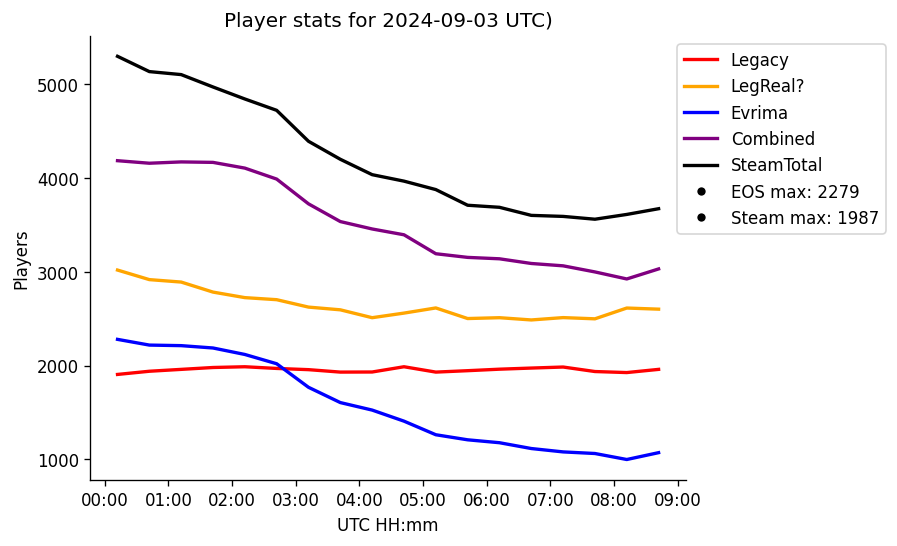 Player stats for 2024-09-03 UTC)
Players
5000
4000
3000
2000
1000
00:00 01:00 02:00 03:00 04:00 05:00 06:00 07:00 08:00 09:00
UTC HH:mm
Legacy
LegReal?
Evrima
Combined
SteamTotal
EOS max: 2279
Steam max: 1987